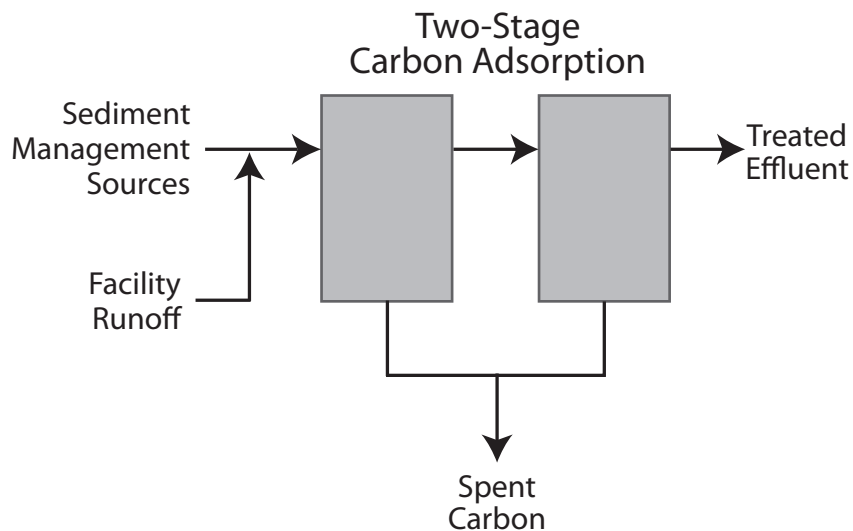 Two-Stage
Carbon Adsorption
Sediment
Management
Sources
Treated
Effluent
Facility
Runoff
Spent
Carbon